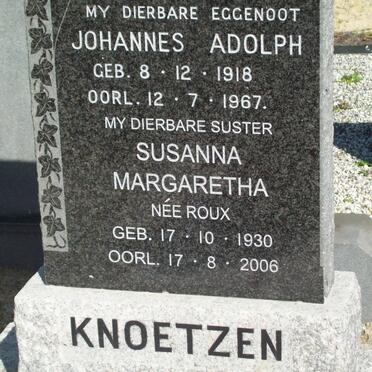 MY DIERBARE EGGENOOT
JOHANNES ADOLPH
GEB. 8 · 12 · 1918
OORL. 12 · 7 · 1967.
MY DIERBARE SUSTER
SUSANNA
MARGARETHA
NÉE ROUX
GEB. 17 · 10 · 1930
OORL. 17 · 8 · 2006
KNOETZEN